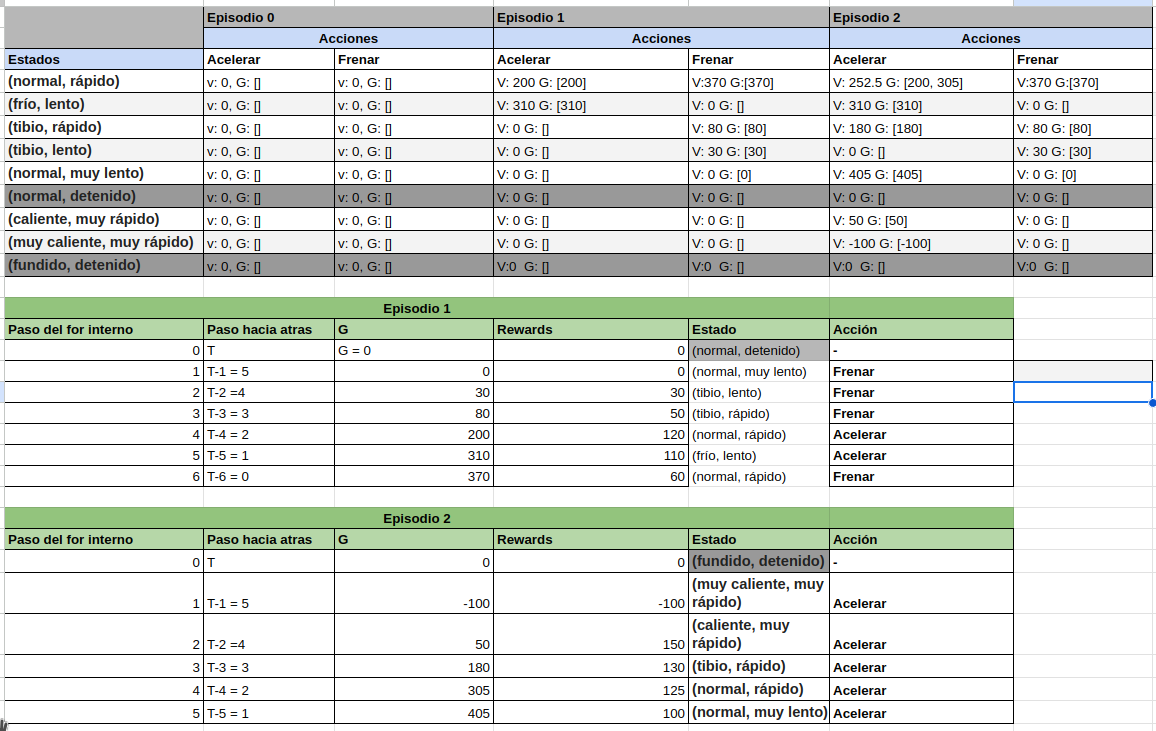 Episodio 0 Episodio 1 Episodio 2
Acciones Acciones Acciones
Estados Acelerar Frenar Acelerar Frenar Acelerar Frenar
(normal, rápido) v: 0, G: [] v: 0, G: [] V: 200 G: [200] V:370 G:[370] V: 252.5 G: [200, 305) V:370 G:[370]
(frío, lento) v: 0, G: [] v: 0, G: [] V: 310 G: [310] V: 0 G: [] V: 310 G: [310] V: 0 G: []
(tibio, rápido) v: 0, G: [] v: 0, G: [] V: 0 G: [] V: 80 G: [80] V: 180 G: [180] V: 80 G: [80]
(tibio, lento) v: 0, G: [] v: 0, G: [] V: 0 G: [] V: 30 G: [30] V: 0 G: [] V: 30 G: [30]
(normal, muy lento) v: 0, G: [] v: 0, G: [] V: 0 G: [] V: 0 G: [0] V: 405 G: [405] V: 0 G: [0]
(normal, detenido) v: 0, G: [] v: 0, G: [] V: 0 G: [] V: 0 G: [] V: 0 G: [] V: 0 G: []
(caliente, muy rápido) v: 0, G: [] v: 0, G: [] V: 0 G: [] V: 0 G: [] V: 50 G: [50] V: 0 G: []
(muy caliente, muy rápido) v: 0, G: [] v: 0, G: [] V: 0 G: [] V: 0 G: [] V: -100 G: [-100] V: 0 G: []
(fundido, detenido) v: 0, G: [] v: 0, G: [] V:0 G: [] V:0 G: [] V:0 G: [] V:0 G: []
Episodio 1
Paso del for interno Paso hacia atras G Rewards Estado Acción
0 T G = 0 0 (normal, detenido) -
1 T-1 = 5 0 0 (normal, muy lento) Frenar
2 T-2 =4 30 30 (tibio, lento) Frenar
3 T-3 = 3 80 50 (tibio, rápido) Frenar
4 T-4 = 2 200 120 (normal, rápido) Acelerar
5 T-5 = 1 310 110 (frío, lento) Acelerar
6 T-6 = 0 370 60 (normal, rápido) Frenar
Episodio 2
Paso del for interno Paso hacia atras G Rewards Estado Acción
0 T 0 0 (fundido, detenido) -
(muy caliente, muy
1 T-1 = 5 -100 -100 rápido) Acelerar
(caliente, muy
2 T-2 =4 50 150 rápido) Acelerar
3 T-3 = 3 180 130 (tibio, rápido) Acelerar
4 T-4 = 2 305 125 (normal, rápido) Acelerar
5 T-5 = 1 405 100 (normal, muy lento) Acelerar